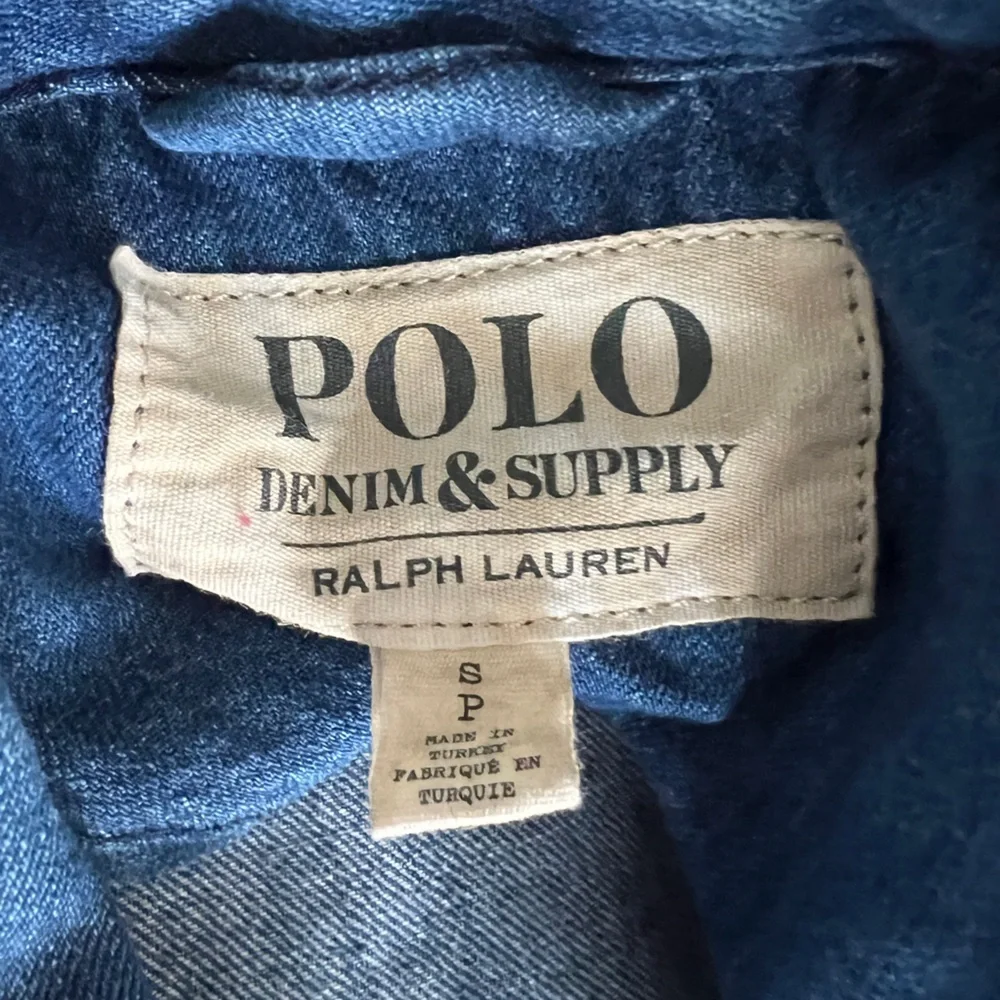 POLO
DENIM & SUPPLY
RALPH LAUREN
S
P
MADE IN
TURKEY
FABRIQUÉ EN
TURQUIE